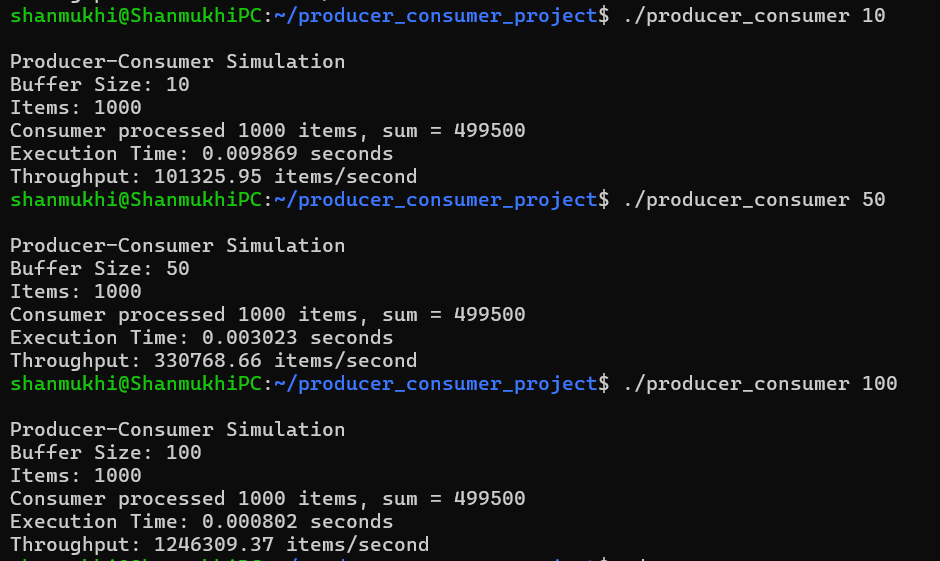 shanmukhi@ShanmukhiPC:~/producer_consumer_project$ ./producer_consumer 10
Producer-Consumer Simulation
Buffer Size: 10
Items: 1000
Consumer processed 1000 items, sum = 499500
Execution Time: 0.009869 seconds
Throughput: 101325.95 items/second
shanmukhi@ShanmukhiPC:~/producer_consumer_project$ ./producer_consumer 50
Producer-Consumer Simulation
Buffer Size: 50
Items: 1000
Consumer processed 1000 items, sum = 499500
Execution Time: 0.003023 seconds
Throughput: 330768.66 items/second
shanmukhi@ShanmukhiPC:~/producer_consumer_project$ ./producer_consumer 100
Producer-Consumer Simulation
Buffer Size: 100
Items: 1000
Consumer processed 1000 items, sum = 499500
Execution Time: 0.000802 seconds
Throughput: 1246309.37 items/second